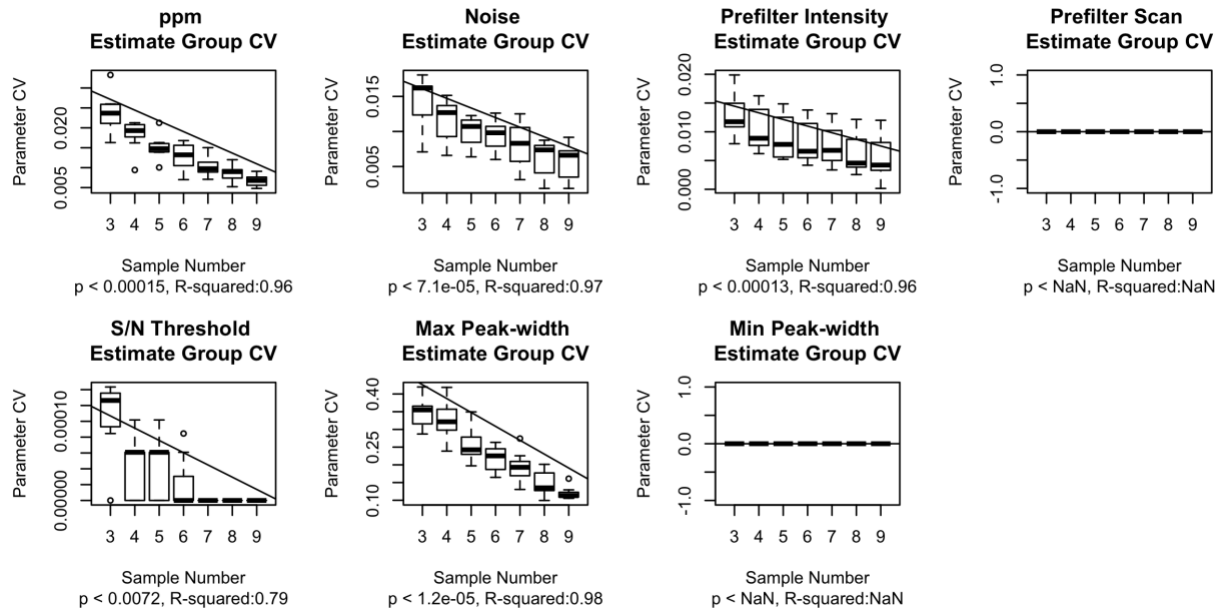 ppm
Estimate Group CV
Parameter CV
0.020
0.005
3 4 5 6 7 8 9
Sample Number
p < 0.00015, R-squared:0.96
Noise
Estimate Group CV
Parameter CV
0.015
0.005
3 4 5 6 7 8 9
Sample Number
p < 7.1e-05, R-squared:0.97
Prefilter Intensity
Estimate Group CV
Parameter CV
0.020
0.010
0.000
3 4 5 6 7 8 9
Sample Number
p < 0.00013, R-squared:0.96
Prefilter Scan
Estimate Group CV
Parameter CV
1.0
0.0
-1.0
3 4 5 6 7 8 9
Sample Number
p < NaN, R-squared:NaN
S/N Threshold
Estimate Group CV
Parameter CV
0.00010
0.00000
3 4 5 6 7 8 9
Sample Number
p < 0.0072, R-squared:0.79
Max Peak-width
Estimate Group CV
Parameter CV
0.40
0.25
0.10
3 4 5 6 7 8 9
Sample Number
p < 1.2e-05, R-squared:0.98
Min Peak-width
Estimate Group CV
Parameter CV
1.0
0.0
-1.0
3 4 5 6 7 8 9
Sample Number
p < NaN, R-squared:NaN